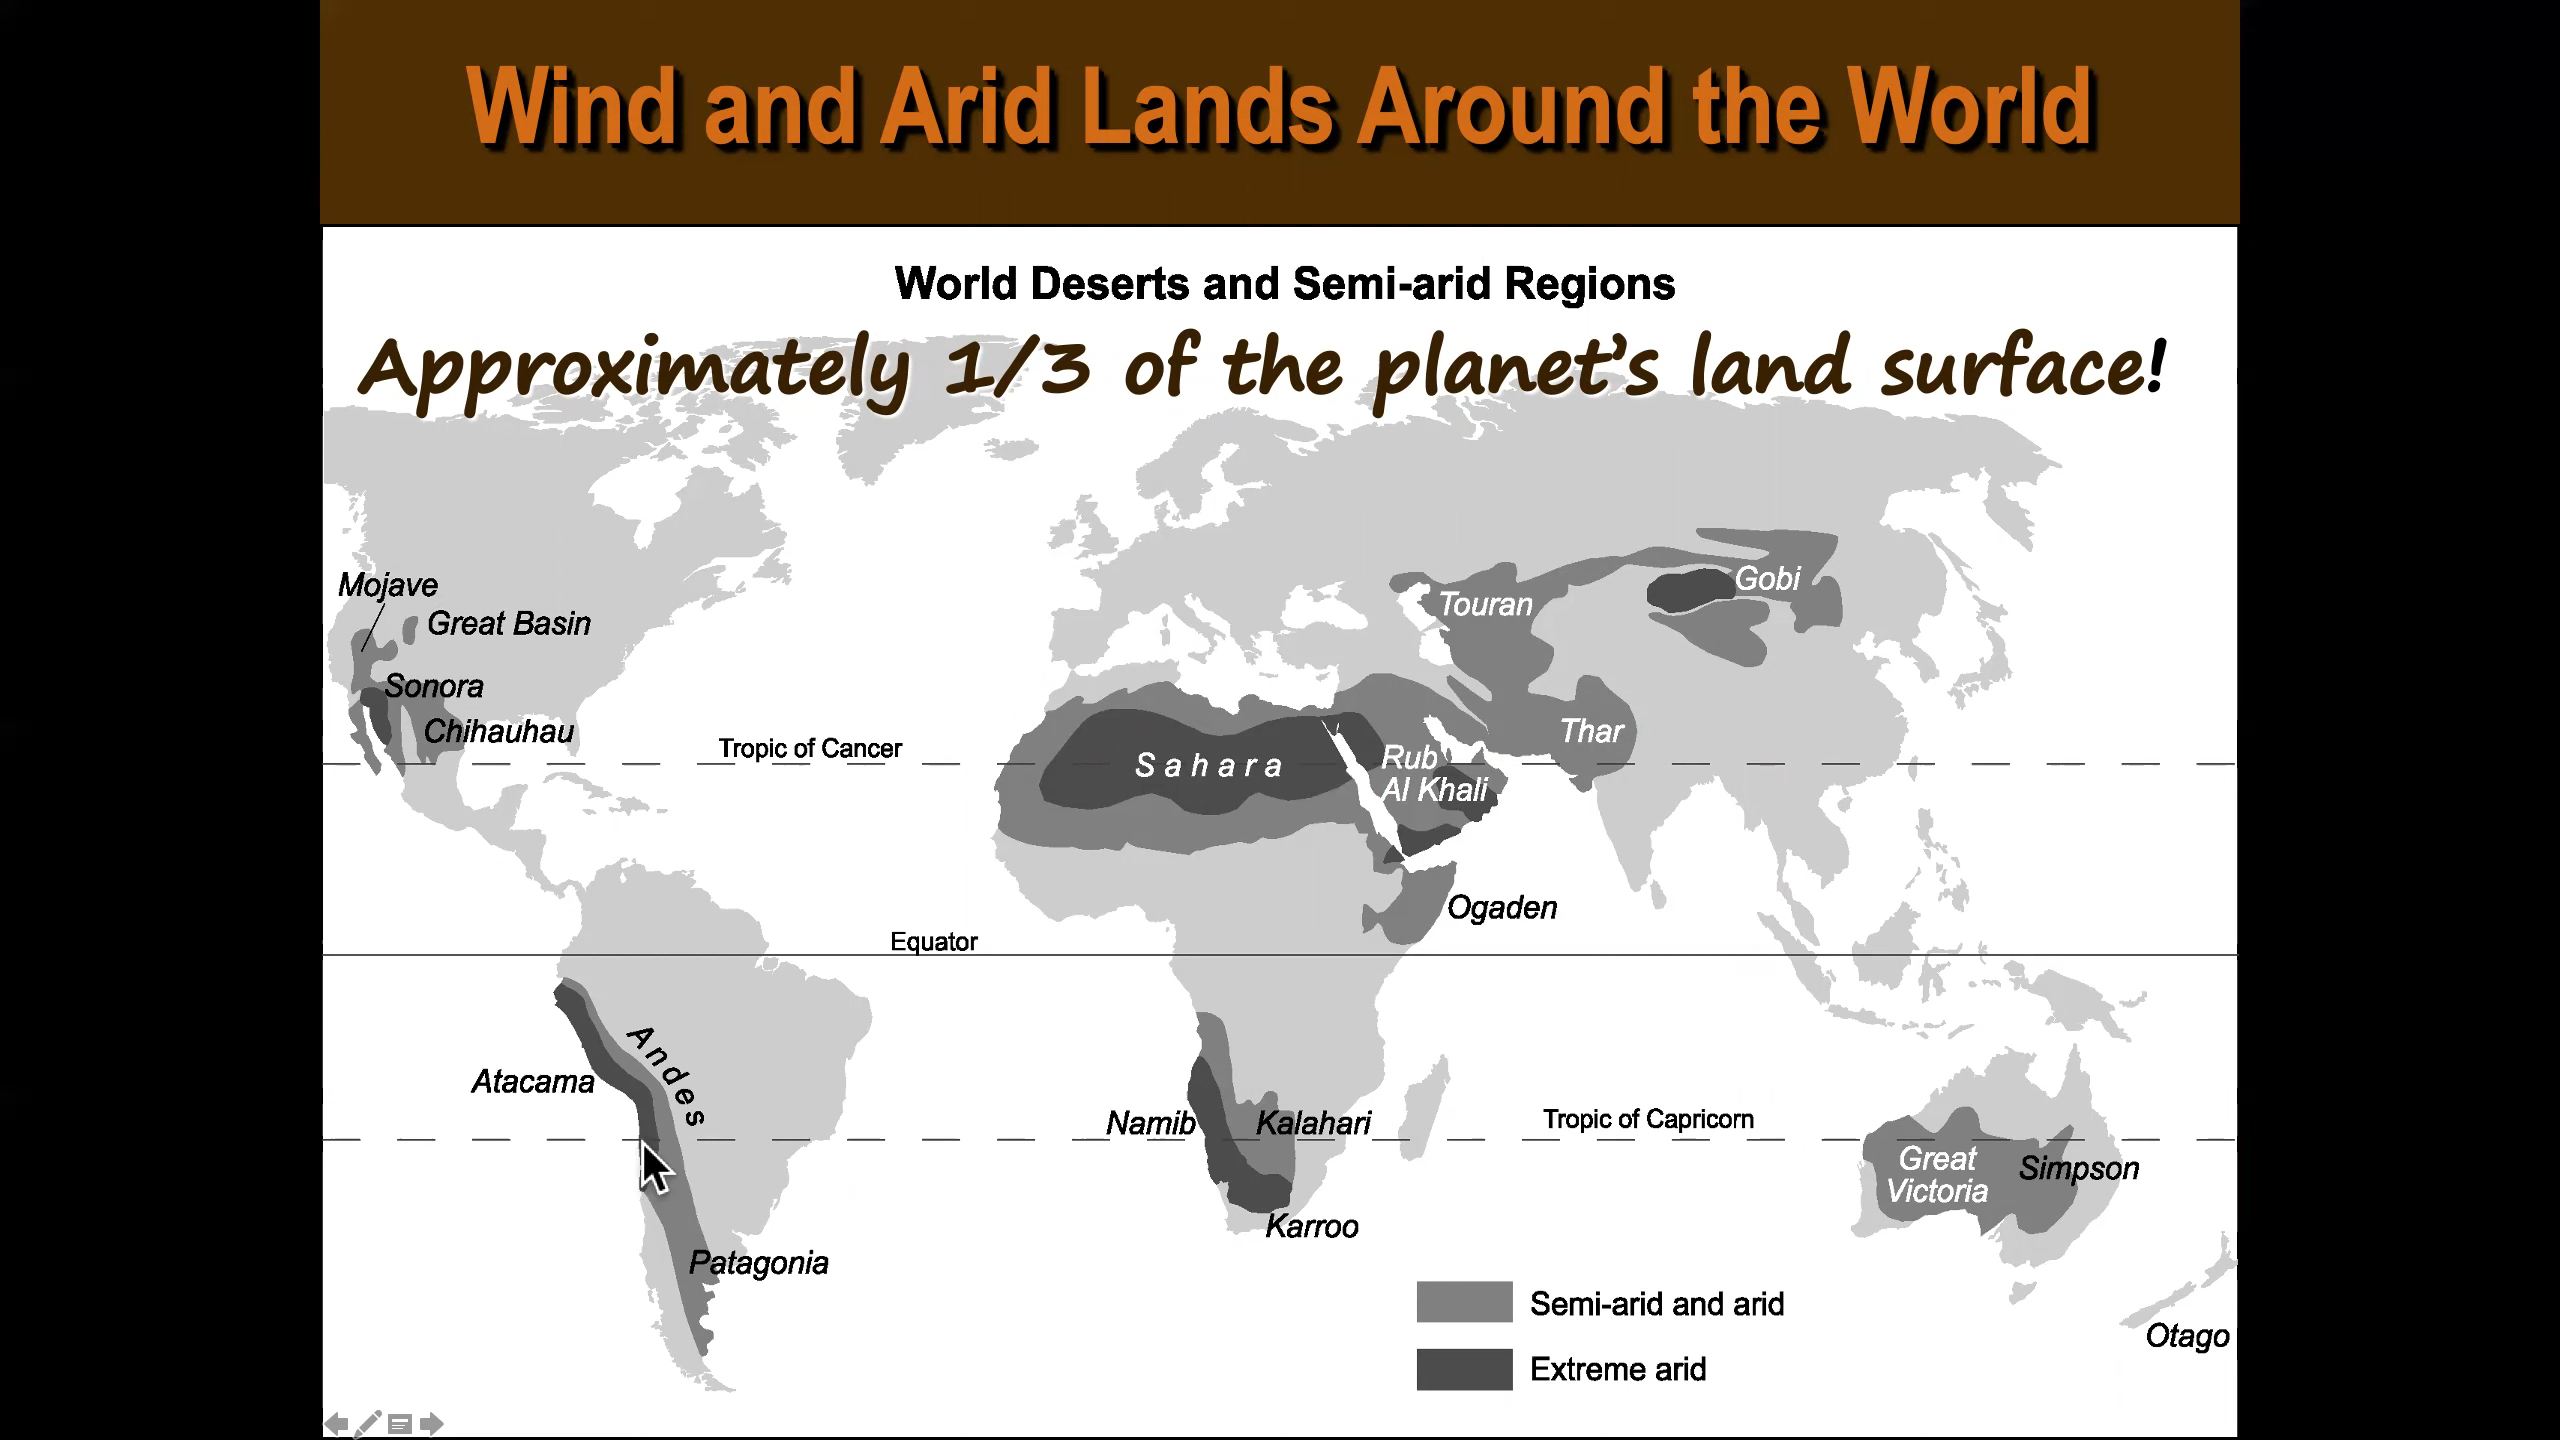 Wind and Arid Lands Around the World
World Deserts and Semi-arid Regions
Approximately 1/3 of the planet's land surface!
Mojave
Great Basin
Sonora
Chihauhau
Tropic of Cancer
Sahara
Rub
Al Khali
Touran
Gobi
Thar
Ogaden
Equator
Andes
Atacama
Patagonia
Namib
Kalahari
Karroo
Tropic of Capricorn
Great
Victoria
Simpson
Otago
Semi-arid and arid
Extreme arid